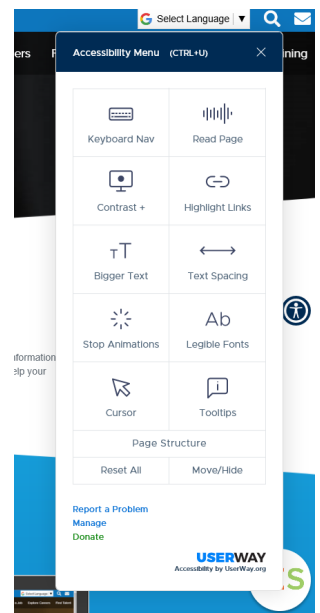 Select Language ▼
ers
F
ining
Accessibility Menu (CTRL+U)
Keyboard Nav
Read Page
Contrast +
Highlight Links
Bigger Text
Text Spacing
Stop Animations
Ab
Legible Fonts
Cursor
Tooltips
Page Structure
Reset All
Move/Hide
nformation
elp your
Report a Problem
Manage
Donate
USERWAY
Accessibility by UserWay.org
S